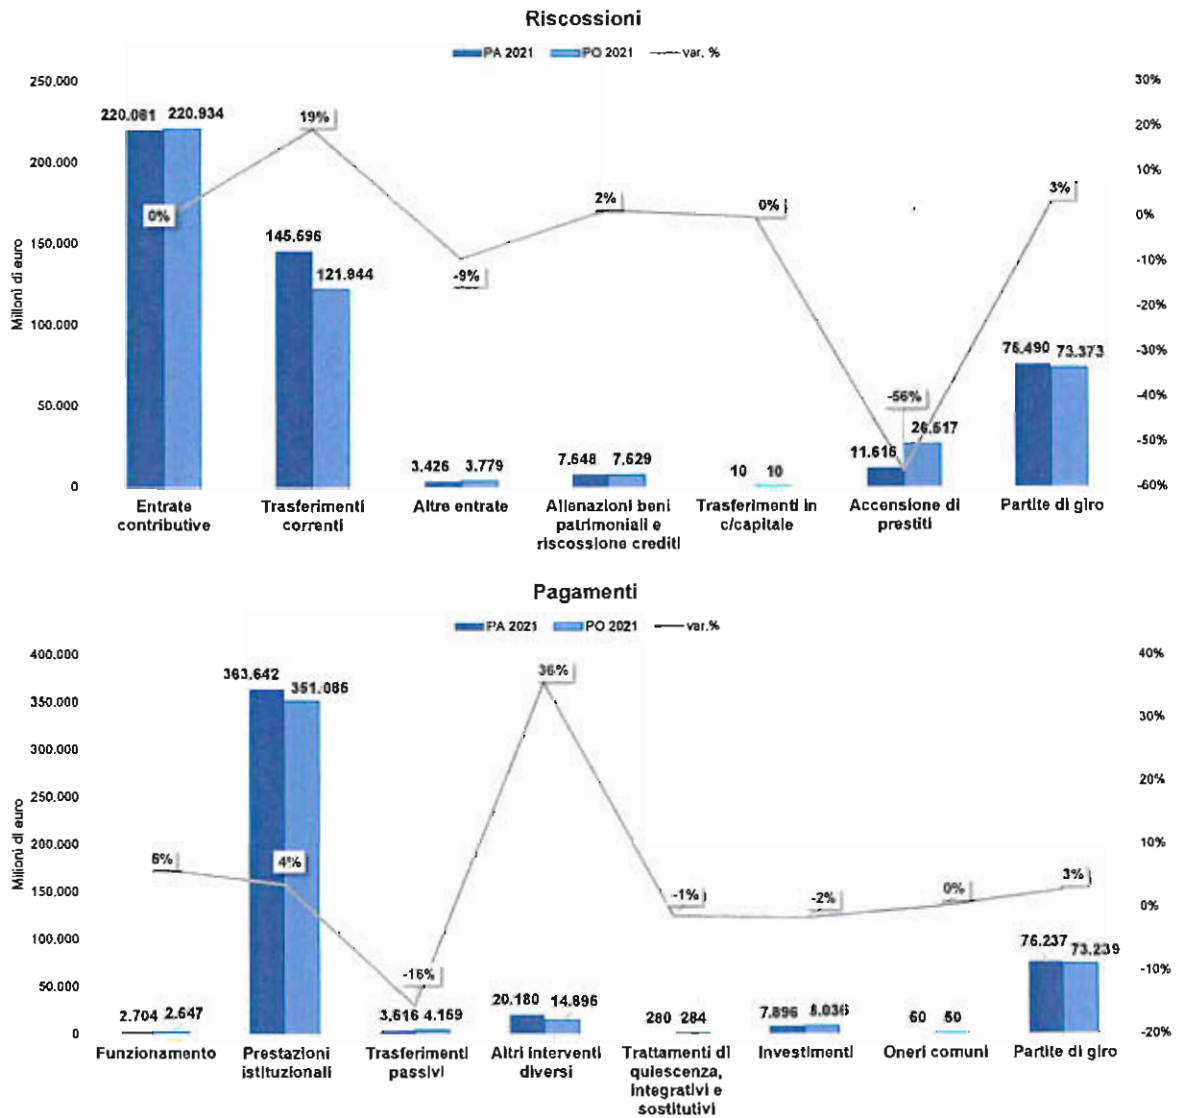 Riscossioni
PA 2021 PO 2021 var. %
250.000
200.000
150.000
100.000
50.000
0
Milioni di euro
30%
20%
10%
0%
-10%
-20%
-30%
-40%
-50%
-60%
220.081 220.934
145.696
121.944
3.426 3.779
7.648 7.629
10 10
11.616
26.517
76.490
73.373
0%
19%
-9%
2%
0%
-56%
3%
Entrate
contributive
Trasferimenti
correnti
Altre entrate
Alienazioni beni
patrimoniali e
riscossione crediti
Trasferimenti in
c/capitale
Accensione di
prestiti
Partite di giro
Pagamenti
PA 2021 PO 2021 var.%
400.000
350.000
300.000
250.000
200.000
150.000
100.000
50.000
0
Milioni di euro
40%
30%
20%
10%
0%
-10%
-20%
2.704 2.547
363.642
351.086
3.516 4.169
20.180
14.896
280 284
7.896 8.036
76.237
73.239
6%
4%
-16%
36%
-1%
-2%
0%
3%
Funzionamento
Prestazioni
istituzionali
Trasferimenti
passivi
Altri interventi
diversi
Trattamenti di
quiescenza,
integrativi e
sostitutivi
Investimenti
Oneri comuni
Partite di giro